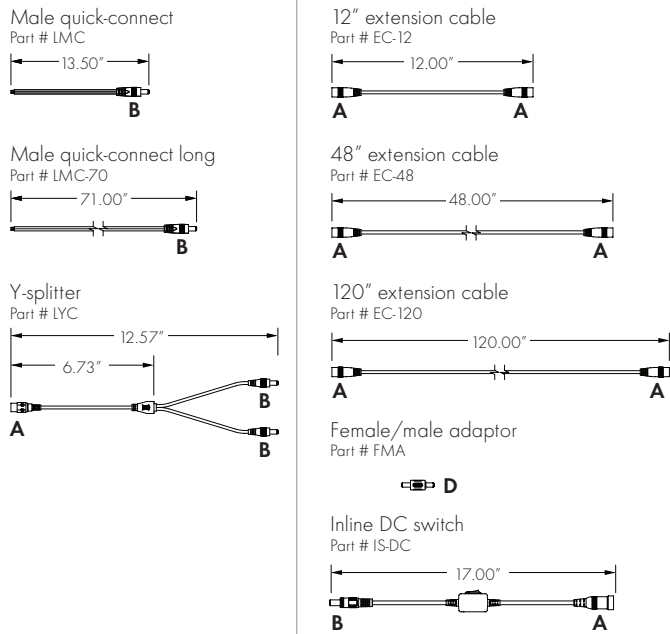 Male quick-connect
Part # LMC
13.50”
B
Male quick-connect long
Part # LMC-70
71.00”
B
Y-splitter
Part # LYC
12.57”
6.73”
B
A
B
12” extension cable
Part # EC-12
12.00”
A A
48” extension cable
Part # EC-48
48.00”
A A
120” extension cable
Part # EC-120
120.00”
A A
Female/male adaptor
Part # FMA
D
Inline DC switch
Part # IS-DC
17.00”
B A